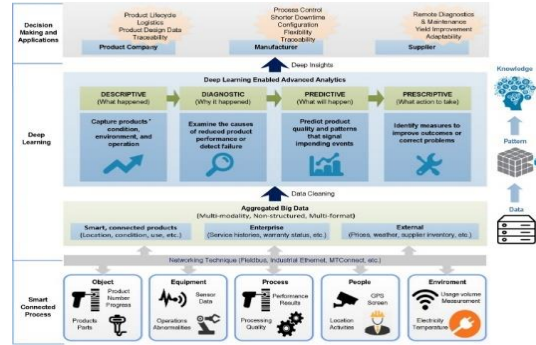 Decision
Making and
Applications
Product Lifecycle
Logistics
Product Design Data
Traceability
Product Company
Process Control
Shorter Downtime
Configuration
Flexibility
Traceability
Manufacturer
Remote Diagnostics
& Maintenance
Yield Improvement
Adaptability
Supplier
Deep Insights
Deep
Learning
Deep Learning Enabled Advanced Analytics
DESCRIPTIVE
(What happened)
DIAGNOSTIC
(Why it happened)
PREDICTIVE
(What will happen)
PRESCRIPTIVE
(What action to take)
Capture products'
condition,
environment, and
operation
Examine the causes
of reduced product
performance or
detect failure
Predict product
quality and patterns
that signal
impending events
Identify measures to
improve outcomes or
correct problems
Knowledge
Pattern
Data
Data Cleaning
Aggregated Big Data
(Multi-modality, Non-structured, Multi-format)
Smart, connected products
(Location, condition, use, etc.)
Enterprise
(Service histories, warranty status, etc.)
External
(Prices, weather, supplier inventory, etc.)
Networking Technique (Fieldbus, Industrial Ethernet, MTConnect, etc.)
Smart
Connected
Process
Object
Product
Number
Progress
Products
Parts
Equipment
Sensor
Data
Operations
Abnormalities
Process
Performance
Results
Processing
Quality
People
GPS
Screen
Location
Activities
Enviroment
Usage volume
Measurement
Electricity
Temperature